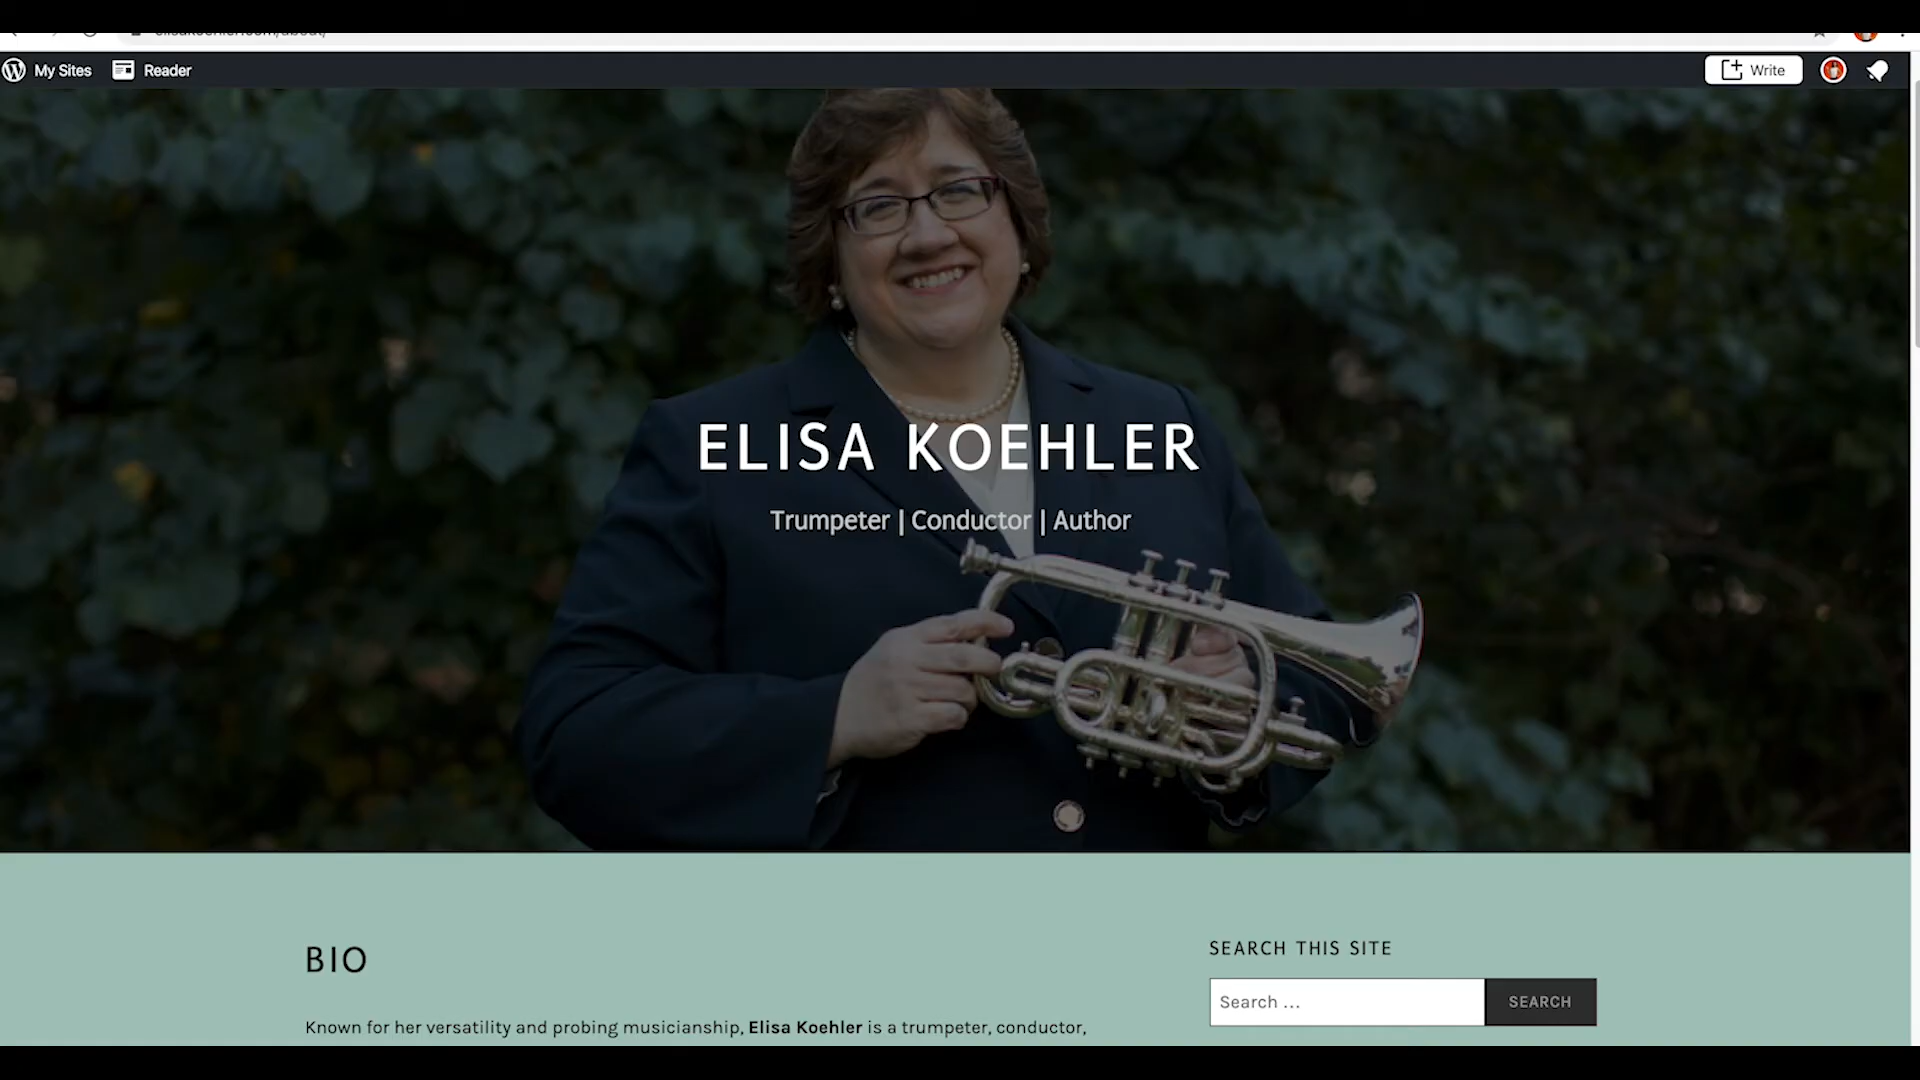 My Sites Reader Write
ELISA KOEHLER
Trumpeter | Conductor | Author
BIO
Known for her versatility and probing musicianship, Elisa Koehler is a trumpeter, conductor,
SEARCH THIS SITE
Search ...
SEARCH